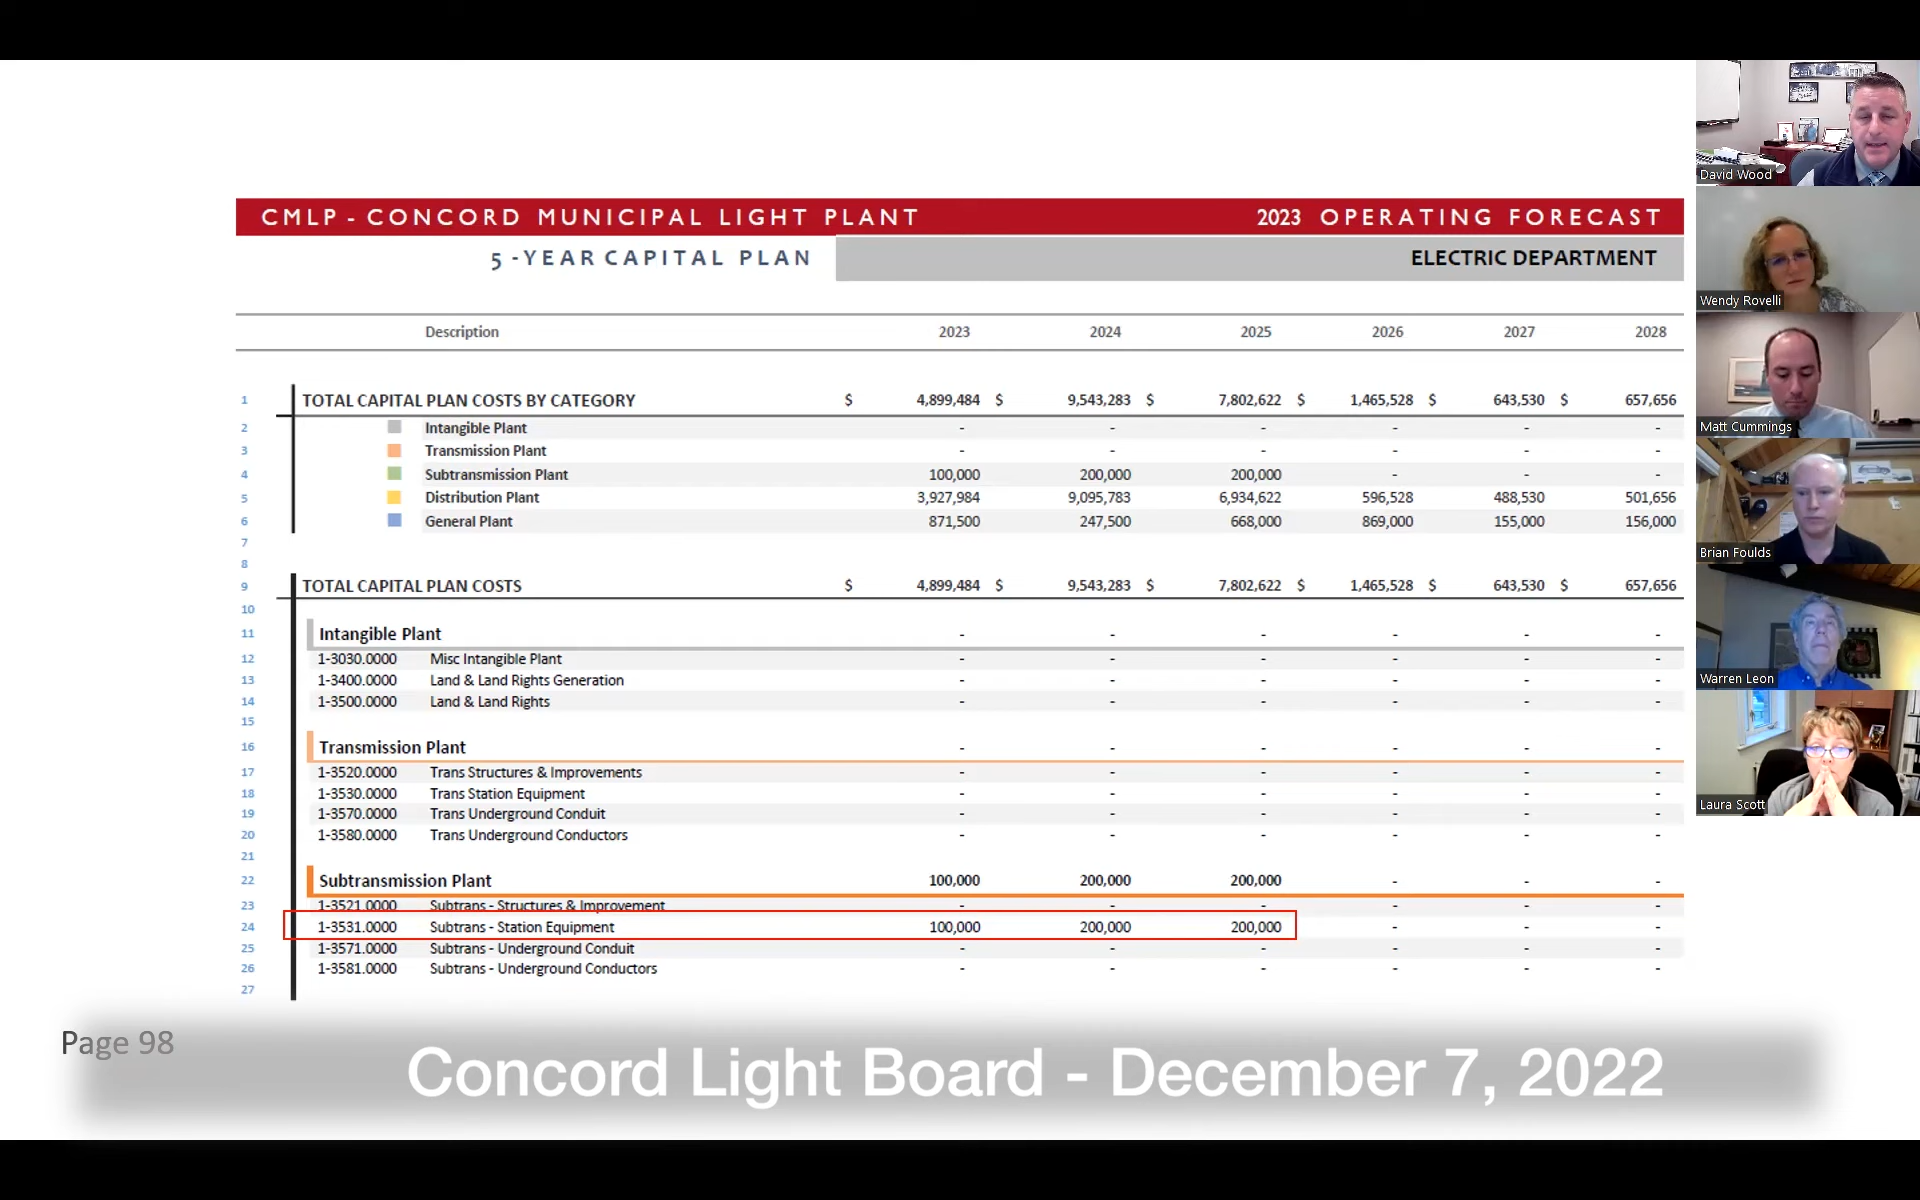 CMLP - CONCORD MUNICIPAL LIGHT PLANT 2023 OPERATING FORECAST
5 -YEAR CAPITAL PLAN ELECTRIC DEPARTMENT
Description 2023 2024 2025 2026 2027 2028
1 TOTAL CAPITAL PLAN COSTS BY CATEGORY $ 4,899,484 $ 9,543,283 $ 7,802,622 $ 1,465,528 $ 643,530 $ 657,656
2 Intangible Plant - - - - - -
3 Transmission Plant - - - - - -
4 Subtransmission Plant 100,000 200,000 200,000 - - -
5 Distribution Plant 3,927,984 9,095,783 6,934,622 596,528 488,530 501,656
6 General Plant 871,500 247,500 668,000 869,000 155,000 156,000
7
8
9 TOTAL CAPITAL PLAN COSTS $ 4,899,484 $ 9,543,283 $ 7,802,622 $ 1,465,528 $ 643,530 $ 657,656
10
11 Intangible Plant - - - - - -
12 1-3030.0000 Misc Intangible Plant - - - - - -
13 1-3400.0000 Land & Land Rights Generation - - - - - -
14 1-3500.0000 Land & Land Rights - - - - - -
15
16 Transmission Plant - - - - - -
17 1-3520.0000 Trans Structures & Improvements - - - - - -
18 1-3530.0000 Trans Station Equipment - - - - - -
19 1-3570.0000 Trans Underground Conduit - - - - - -
20 1-3580.0000 Trans Underground Conductors - - - - - -
21
22 Subtransmission Plant 100,000 200,000 200,000 - - -
23 1-3521.0000 Subtrans - Structures & Improvement - - - - - -
24 1-3531.0000 Subtrans - Station Equipment 100,000 200,000 200,000 - - -
25 1-3571.0000 Subtrans - Underground Conduit - - - - - -
26 1-3581.0000 Subtrans - Underground Conductors - - - - - -
27
Page 98
Concord Light Board - December 7, 2022
David Wood
Wendy Rovelli
Matt Cummings
Brian Foulds
Warren Leon
Laura Scott